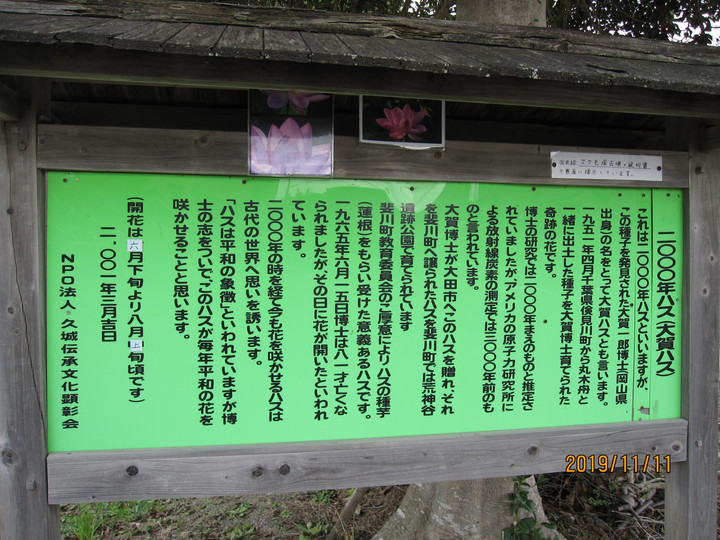 二〇〇〇年ハス(大賀ハス)
これは二〇〇〇年ハスといいますが、
この種子を発見された大賀一郎博士(岡山県
出身)の名をとって大賀ハスとも言います。
一九五一年四月千葉県検見川町から丸木舟と
一緒に出土した種子を大賀博士育てられた
奇跡の花です。
博士の研究では二〇〇〇年まえのものと推定さ
れていましたが、アメリカの原子力研究所に
よる放射線炭素の測定では三〇〇〇年前のも
のと言われています。
大賀博士が大田市へこのハスを贈れ、それ
を斐川町へ譲られたハスを斐川町では荒神谷
遺跡公園で育てられています
斐川町教育委員会のご厚意によりハスの種芋
(蓮根)をもらい受けた意義あるハスです。
一九六五年六月一五日博士は八一才亡くな
られましたが、その日に花が開いたといわれ
ています。
二〇〇〇年の時を経て今も花を咲かせるハスは
古代の世界へ思いを誘います。
「ハスは平和の象徴」といわれていますが博
士の志をついで、このハスが毎年平和の花を
咲かせることと思います。
(開花は六月下旬より八月上旬頃です)
二、〇〇一年三月吉日
NPO法人・久城伝承文化顕彰会
2019/11/11